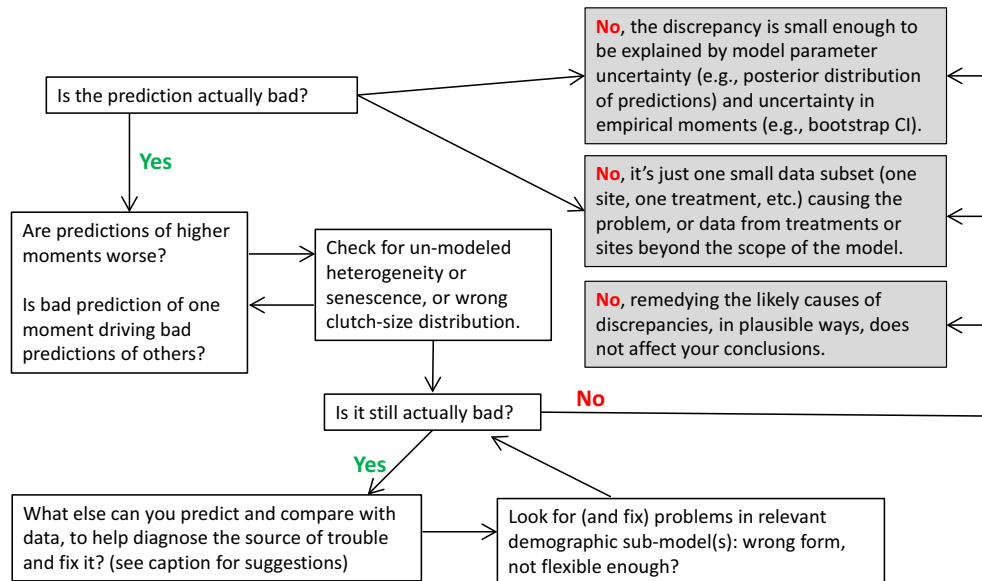 No, the discrepancy is small enough to
be explained by model parameter
uncertainty (e.g., posterior distribution
of predictions) and uncertainty in
empirical moments (e.g., bootstrap CI).
Is the prediction actually bad?
Yes
No, it’s just one small data subset (one
site, one treatment, etc.) causing the
problem, or data from treatments or
sites beyond the scope of the model.
Are predictions of higher
moments worse?
Is bad prediction of one
moment driving bad
predictions of others?
Check for un-modeled
heterogeneity or
senescence, or wrong
clutch-size distribution.
No, remedying the likely causes of
discrepancies, in plausible ways, does
not affect your conclusions.
Is it still actually bad?
No
Yes
What else can you predict and compare with
data, to help diagnose the source of trouble
and fix it? (see caption for suggestions)
Look for (and fix) problems in relevant
demographic sub-model(s): wrong form,
not flexible enough?